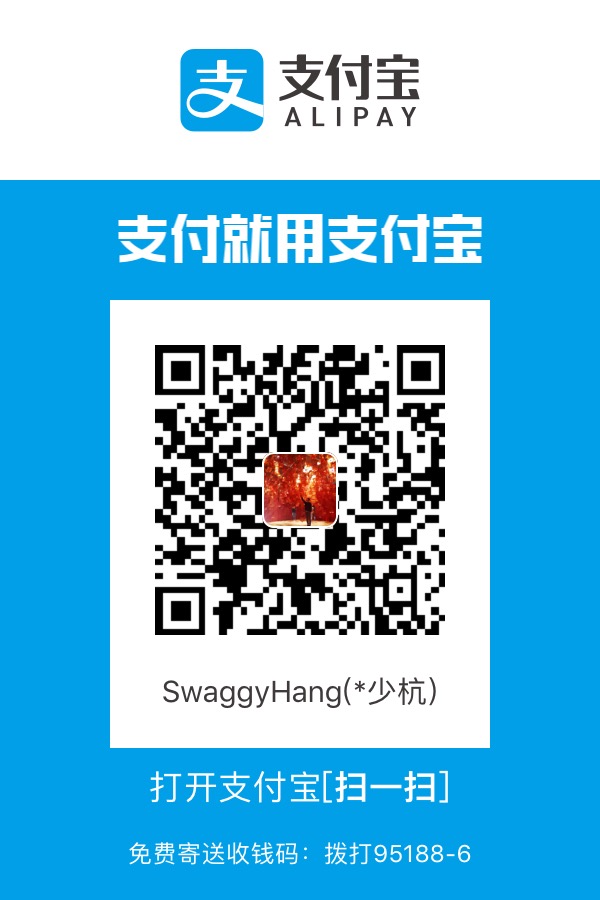 支
支付宝
ALIPAY
支付就用支付宝
SwaggyHang(*少杭)
打开支付宝[扫一扫]
免费寄送收钱码：拨打95188-6